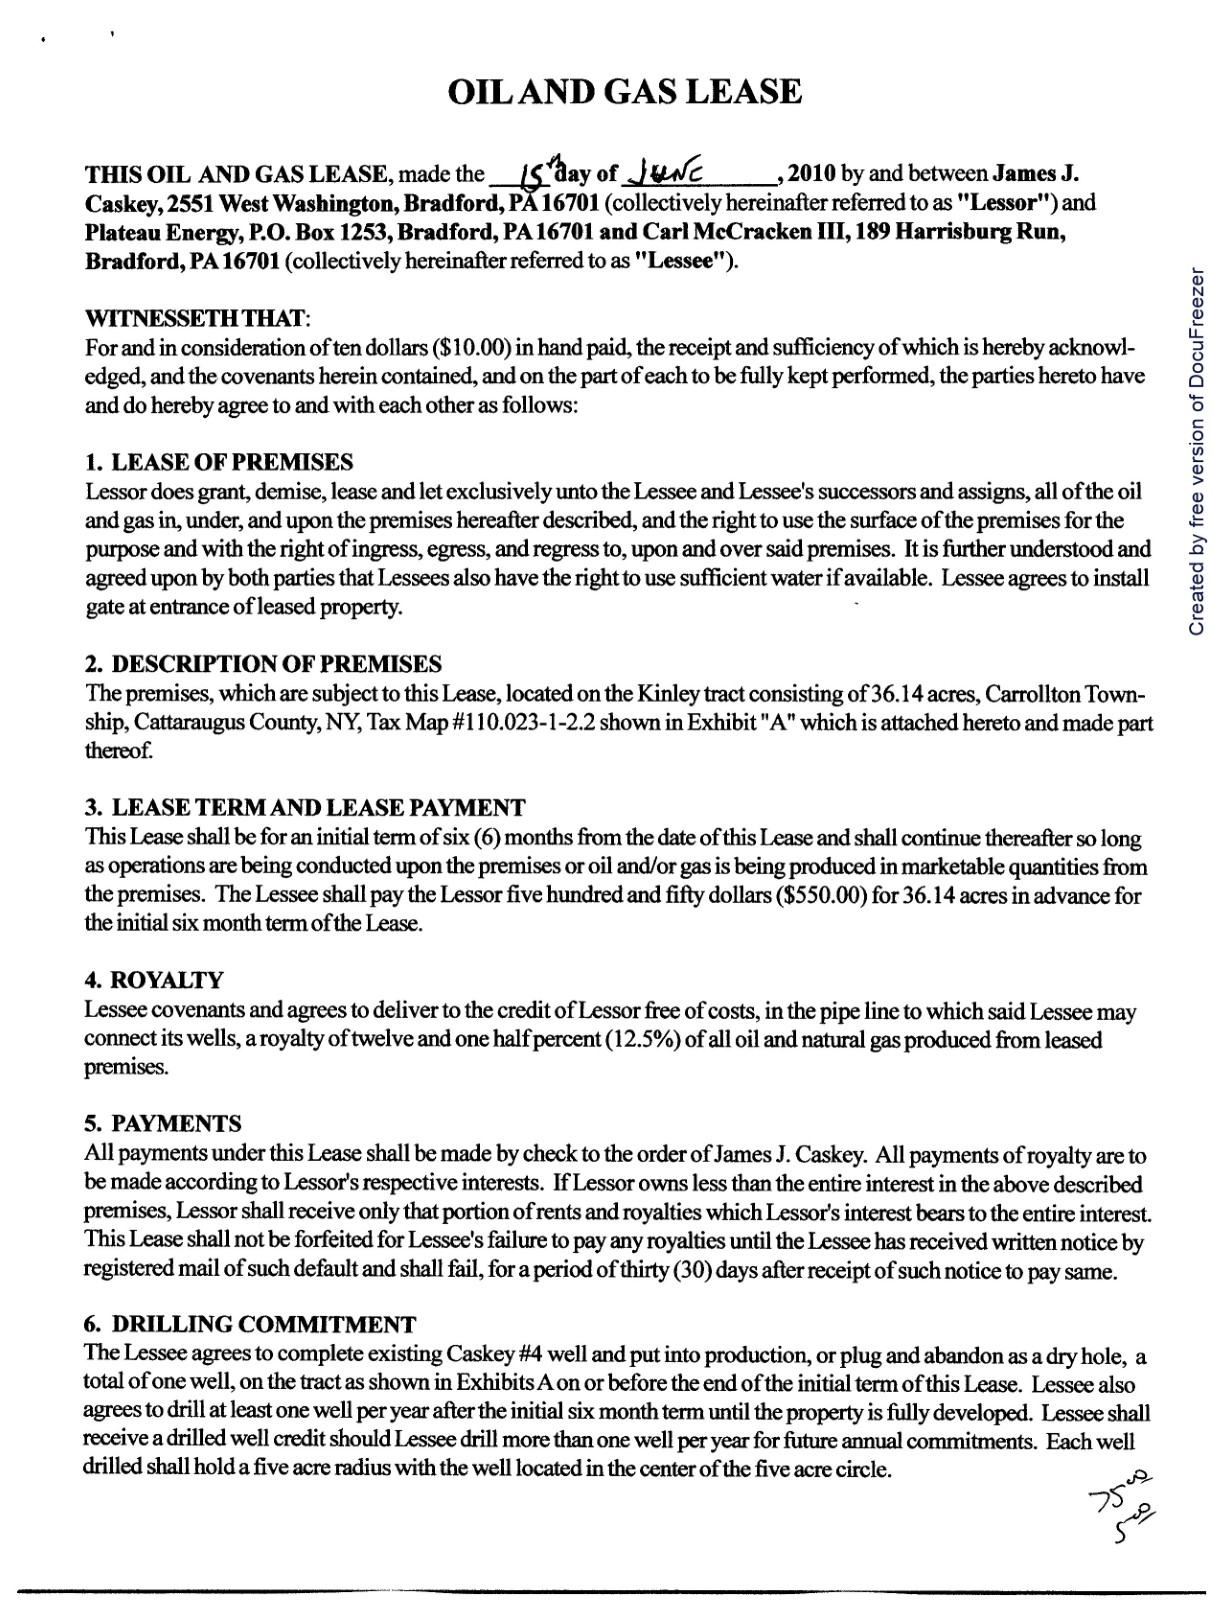 OIL AND GAS LEASE
THIS OIL AND GAS LEASE, made the 15th day of JUNE, 2010 by and between James J.
Caskey, 2551 West Washington, Bradford, PA 16701 (collectively hereinafter referred to as "Lessor") and
Plateau Energy, P.O. Box 1253, Bradford, PA 16701 and Carl McCracken III, 189 Harrisburg Run,
Bradford, PA 16701 (collectively hereinafter referred to as "Lessee").
WITNESSETH THAT:
For and in consideration of ten dollars ($10.00) in hand paid, the receipt and sufficiency of which is hereby acknowl-
edged, and the covenants herein contained, and on the part of each to be fully kept performed, the parties hereto have
and do hereby agree to and with each other as follows:
1. LEASE OF PREMISES
Lessor does grant, demise, lease and let exclusively unto the Lessee and Lessee's successors and assigns, all of the oil
and gas in, under, and upon the premises hereafter described, and the right to use the surface of the premises for the
purpose and with the right of ingress, egress, and regress to, upon and over said premises. It is further understood and
agreed upon by both parties that Lessees also have the right to use sufficient water if available. Lessee agrees to install
gate at entrance of leased property.
2. DESCRIPTION OF PREMISES
The premises, which are subject to this Lease, located on the Kinley tract consisting of 36.14 acres, Carrollton Town-
ship, Cattaraugus County, NY, Tax Map #110.023-1-2.2 shown in Exhibit "A" which is attached hereto and made part
thereof.
3. LEASE TERM AND LEASE PAYMENT
This Lease shall be for an initial term of six (6) months from the date of this Lease and shall continue thereafter so long
as operations are being conducted upon the premises or oil and/or gas is being produced in marketable quantities from
the premises. The Lessee shall pay the Lessor five hundred and fifty dollars ($550.00) for 36.14 acres in advance for
the initial six month term of the Lease.
4. ROYALTY
Lessee covenants and agrees to deliver to the credit of Lessor free of costs, in the pipe line to which said Lessee may
connect its wells, a royalty of twelve and one half percent (12.5%) of all oil and natural gas produced from leased
premises.
5. PAYMENTS
All payments under this Lease shall be made by check to the order of James J. Caskey. All payments of royalty are to
be made according to Lessor's respective interests. If Lessor owns less than the entire interest in the above described
premises, Lessor shall receive only that portion of rents and royalties which Lessor's interest bears to the entire interest.
This Lease shall not be forfeited for Lessee's failure to pay any royalties until the Lessee has received written notice by
registered mail of such default and shall fail, for a period of thirty (30) days after receipt of such notice to pay same.
6. DRILLING COMMITMENT
The Lessee agrees to complete existing Caskey #4 well and put into production, or plug and abandon as a dry hole, a
total of one well, on the tract as shown in Exhibits A on or before the end of the initial term of this Lease. Lessee also
agrees to drill at least one well per year after the initial six month term until the property is fully developed. Lessee shall
receive a drilled well credit should Lessee drill more than one well per year for future annual commitments. Each well
drilled shall hold a five acre radius with the well located in the center of the five acre circle.
75 00
5 00
Created by free version of DocuFreezer